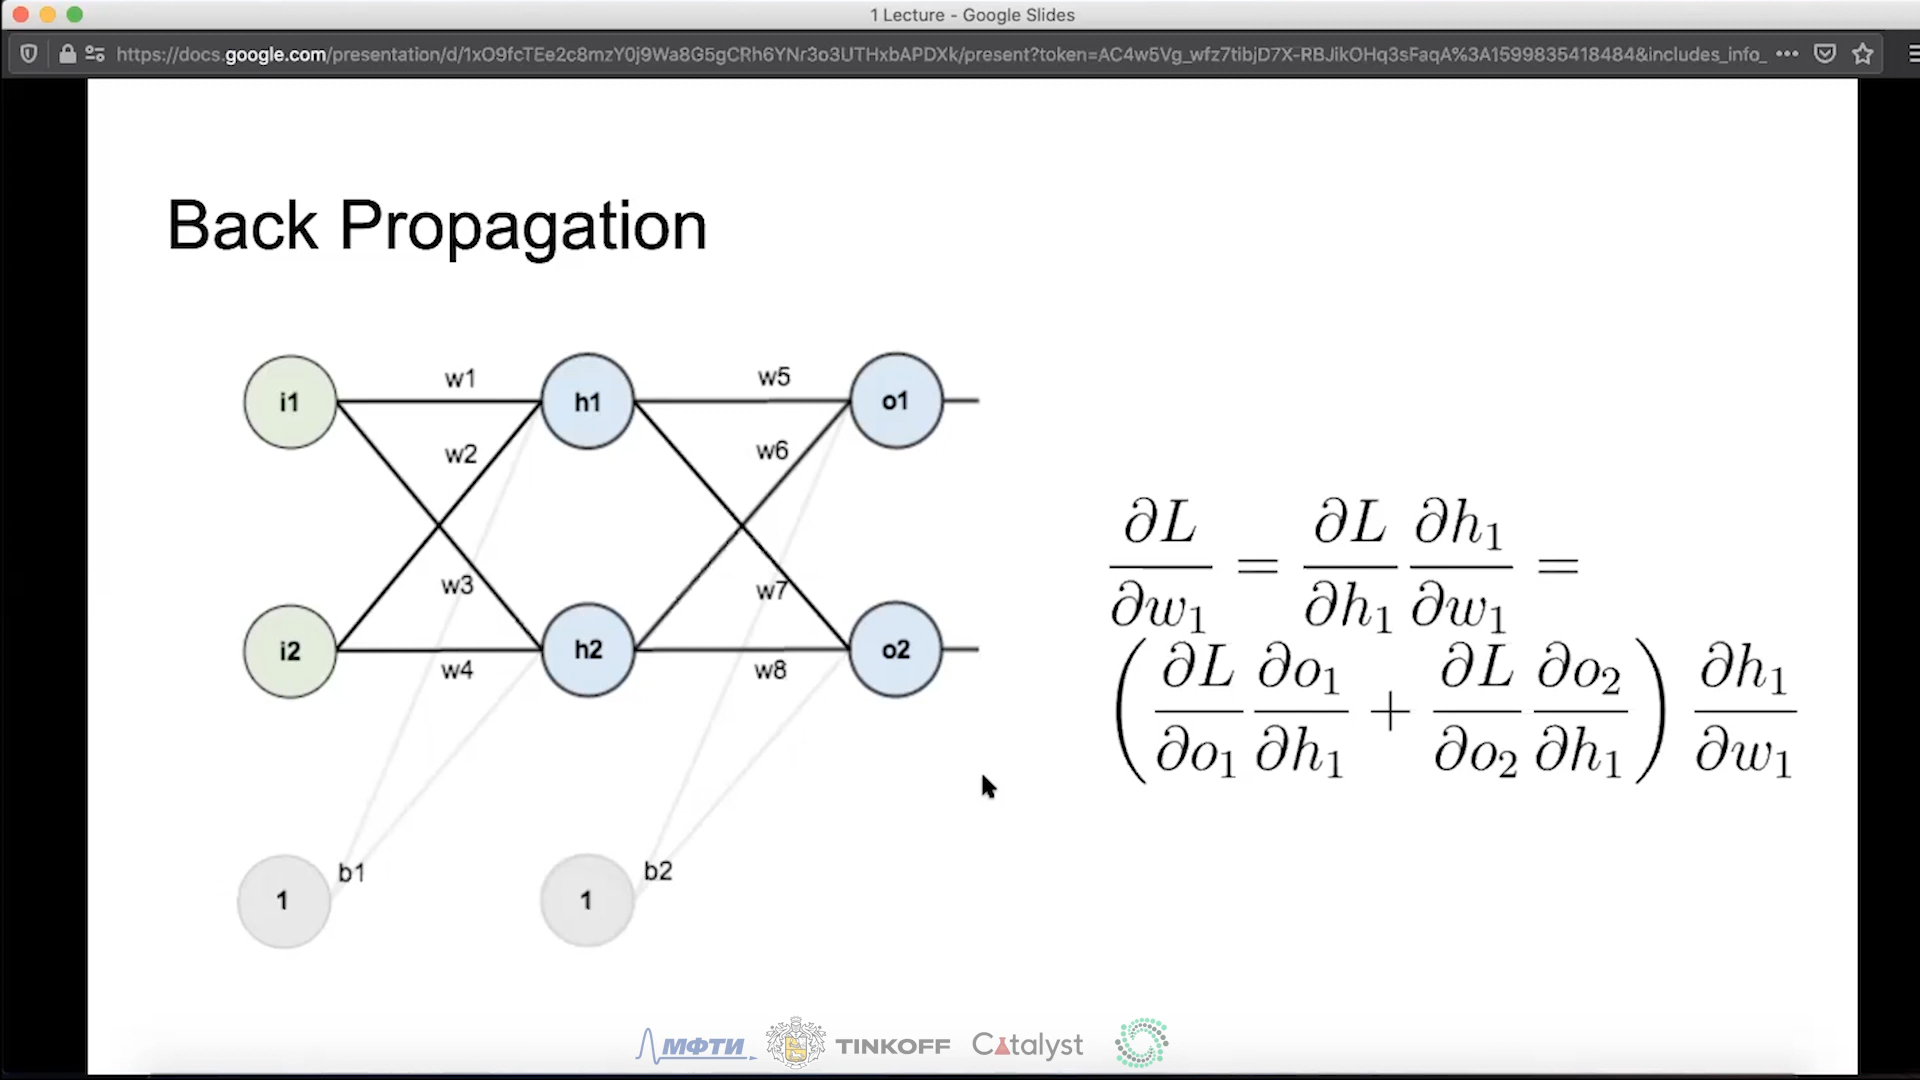 1 Lecture - Google Slides
https://docs.google.com/presentation/d/1xO9fcTEe2c8mzY0j9Wa8G5gCRh6YNr3o3UTHxbAPDXk/present?token=AC4w5Vg_wfz7tibjD7X-RBJikOHq3sFaqA%3A1599835418484&includes_info_
Back Propagation
i1 w1 h1 w5 o1
w2 w6
w3 w7
i2 w4 h2 w8 o2
∂L/∂w₁ = ∂L/∂h₁ ∂h₁/∂w₁ =
(∂L/∂o₁ ∂o₁/∂h₁ + ∂L/∂o₂ ∂o₂/∂h₁) ∂h₁/∂w₁
1 b1 1 b2
МФТИ TINKOFF Catalyst